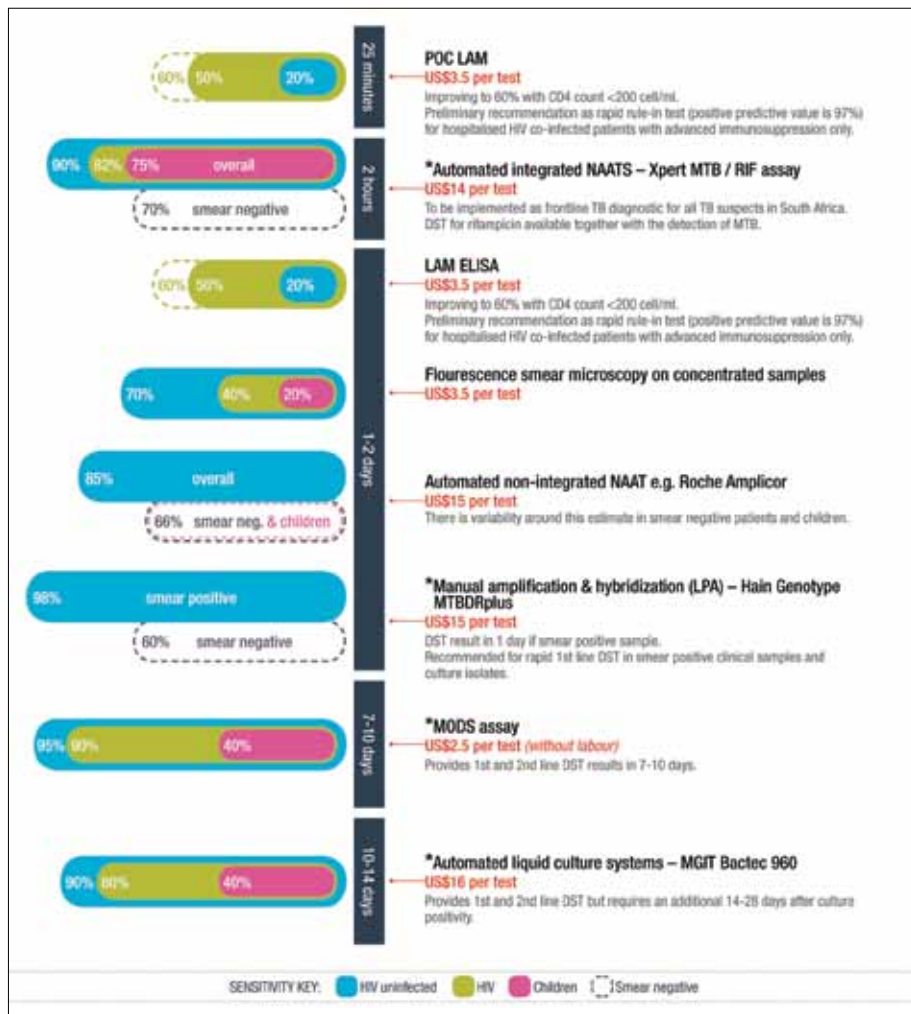 25 minutes
60% 50% 20%
POC LAM
US$3.5 per test
Improving to 60% with CD4 count <200 cell/ml.
Preliminary recommendation as rapid rule-in test (positive predictive value is 97%)
for hospitalised HIV co-infected patients with advanced immunosuppression only.
2 hours
90% 82% 75% overall
70% smear negative
*Automated integrated NAATS – Xpert MTB / RIF assay
US$14 per test
To be implemented as frontline TB diagnostic for all TB suspects in South Africa.
DST for rifampicin available together with the detection of MTB.
1-2 days
60% 50% 20%
LAM ELISA
US$3.5 per test
Improving to 60% with CD4 count <200 cell/ml.
Preliminary recommendation as rapid rule-in test (positive predictive value is 97%)
for hospitalised HIV co-infected patients with advanced immunosuppression only.
70% 40% 20%
Flourescence smear microscopy on concentrated samples
US$3.5 per test
85% overall
66% smear neg. & children
Automated non-integrated NAAT e.g. Roche Amplicor
US$15 per test
There is variability around this estimate in smear negative patients and children.
98% smear positive
60% smear negative
*Manual amplification & hybridization (LPA) – Hain Genotype
MTBDRplus
US$15 per test
DST result in 1 day if smear positive sample.
Recommended for rapid 1st line DST in smear positive clinical samples and
culture isolates.
7-10 days
95% 90% 40%
*MODS assay
US$2.5 per test (without labour)
Provides 1st and 2nd line DST results in 7-10 days.
10-14 days
90% 80% 40%
*Automated liquid culture systems – MGIT Bactec 960
US$16 per test
Provides 1st and 2nd line DST but requires an additional 14-28 days after culture
positivity.
SENSITIVITY KEY: HIV uninfected HIV Children Smear negative